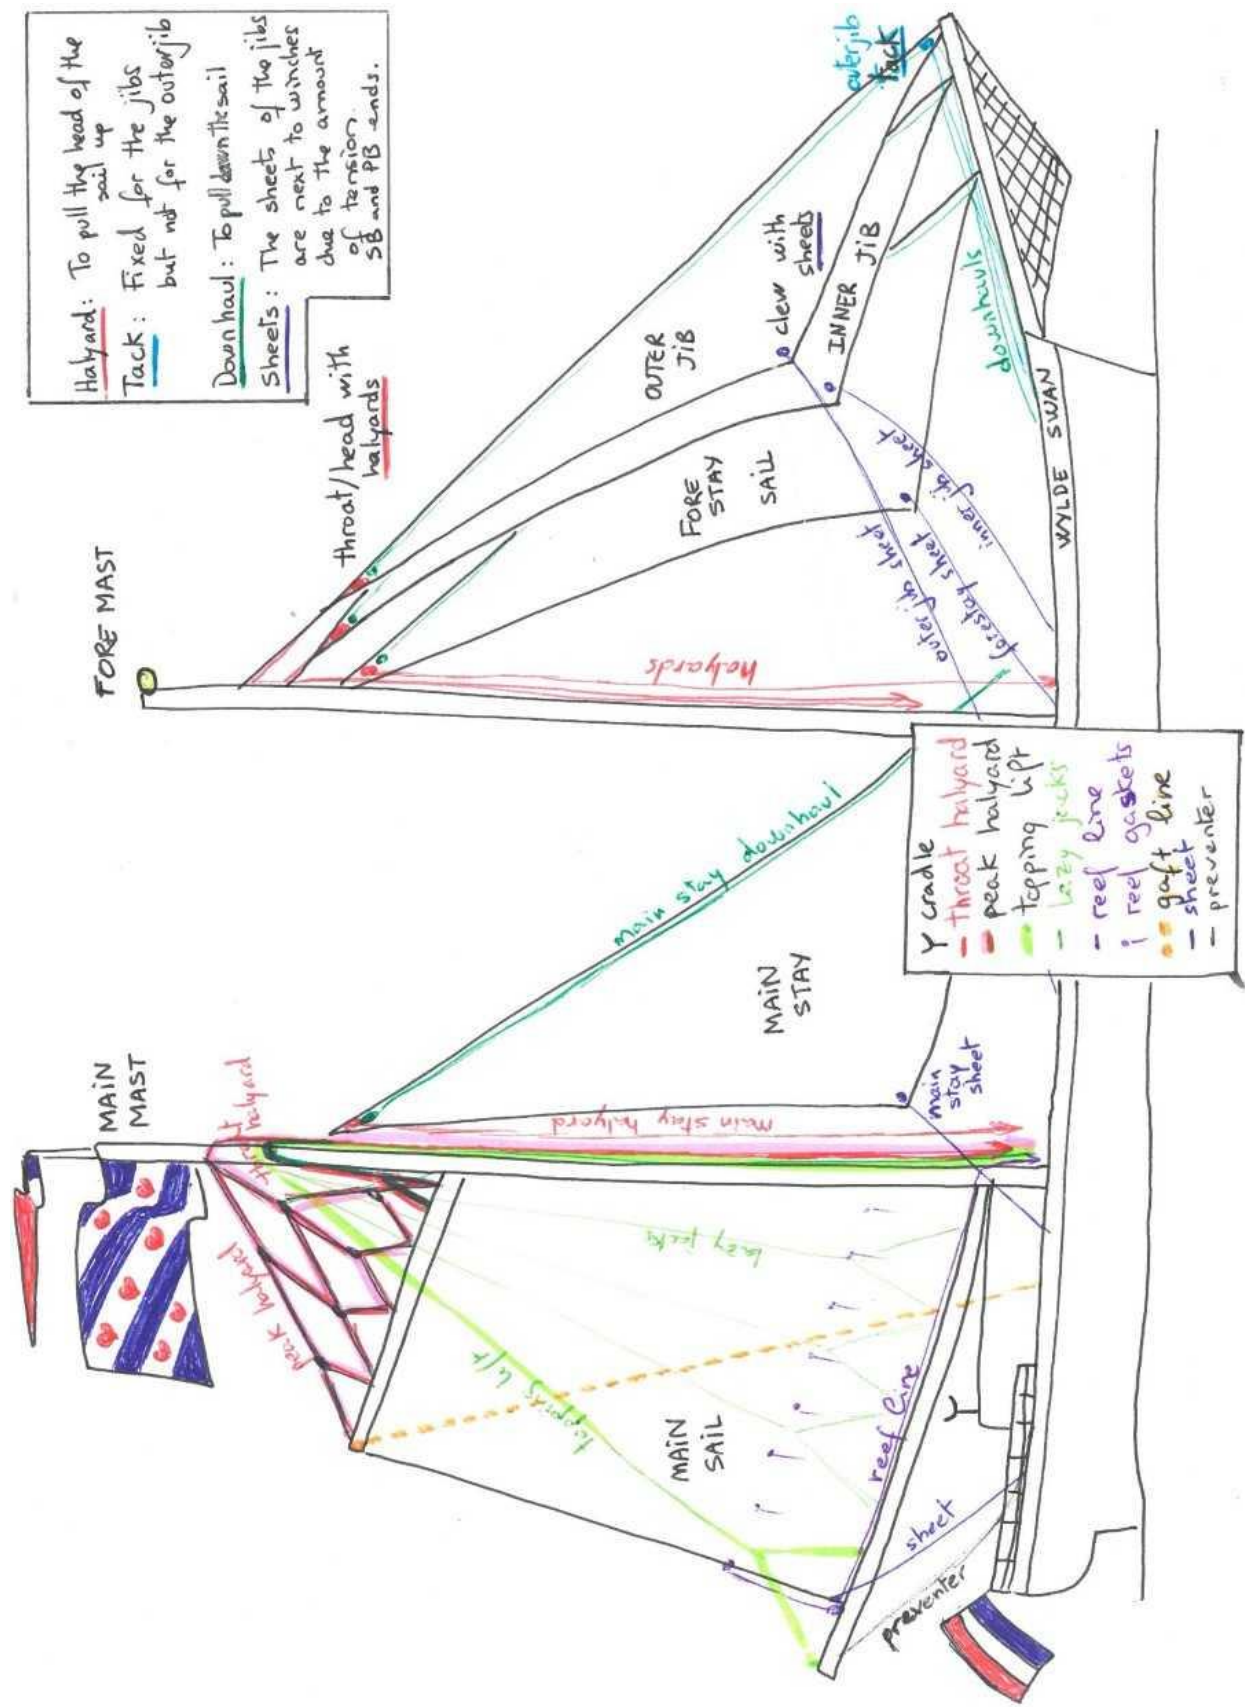 Halyard: To pull the head of the
sail up
Tack: Fixed for the jibs
but not for the outerjib
Downhaul: To pull down the sail
Sheets: The sheets of the jibs
are next to winches
due to the amount
of tension.
SB and PB ends.
MAIN
MAST
FORE MAST
throat/head with
halyards
outerjib
tack
throat
halyard
peak halyard
topping lift
lazy jacks
MAIN
SAIL
reef line
sheet
preventer
main stay halyard
main stay downhaul
MAIN
STAY
main
stay
sheet
halyards
OUTER
JIB
clew with
sheets
INNER JIB
FORE
STAY
SAIL
outer jib sheet
forestay sheet
inner jib sheet
downhauls
WYLDE SWAN
Y cradle
- throat halyard
- peak halyard
- topping lift
- lazy jacks
- reef line
reef gaskets
gaft line
- sheet
- preventer